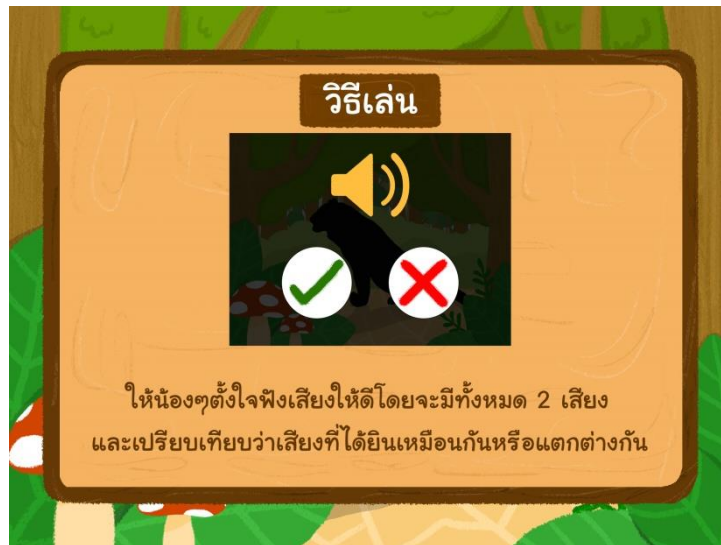 วิธีเล่น
ให้น้องๆตั้งใจฟังเสียงให้ดีโดยจะมีทั้งหมด 2 เสียง
และเปรียบเทียบว่าเสียงที่ได้ยินเหมือนกันหรือแตกต่างกัน